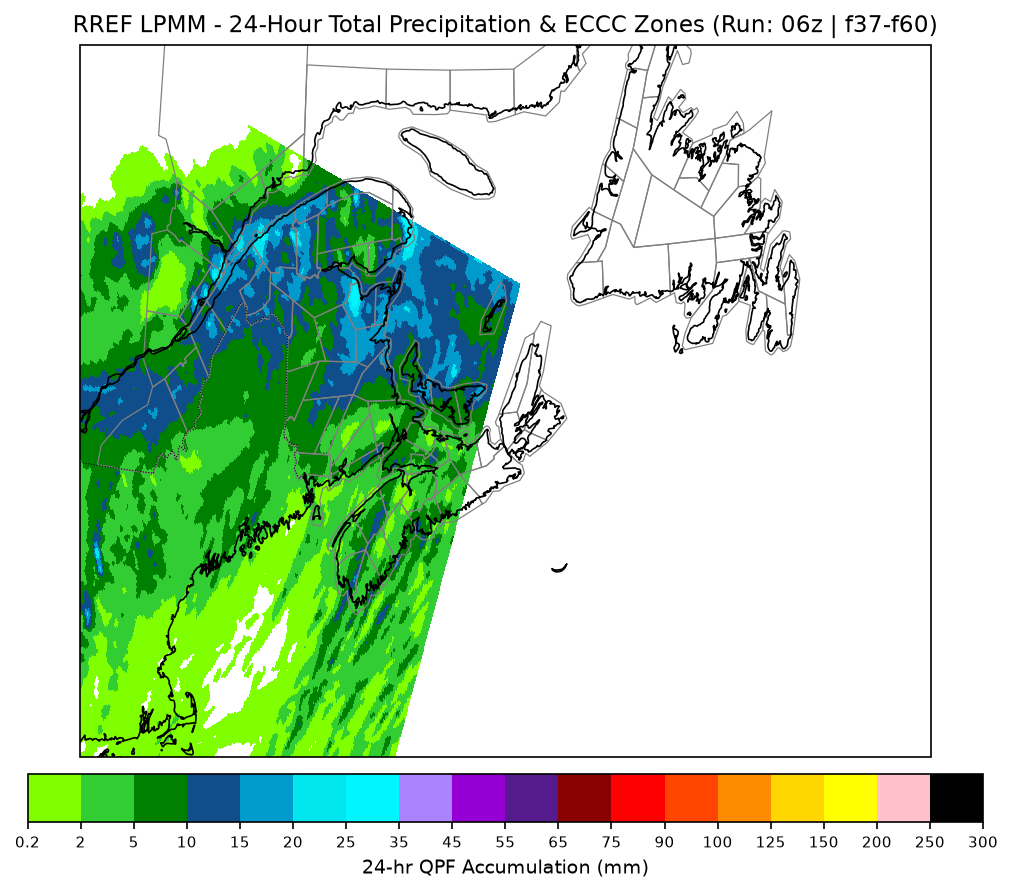 RREF LPMM - 24-Hour Total Precipitation & ECCC Zones (Run: 06z | f37-f60)
0.2 2 5 10 15 20 25 35 45 55 65 75 90 100 125 150 200 250 300
24-hr QPF Accumulation (mm)